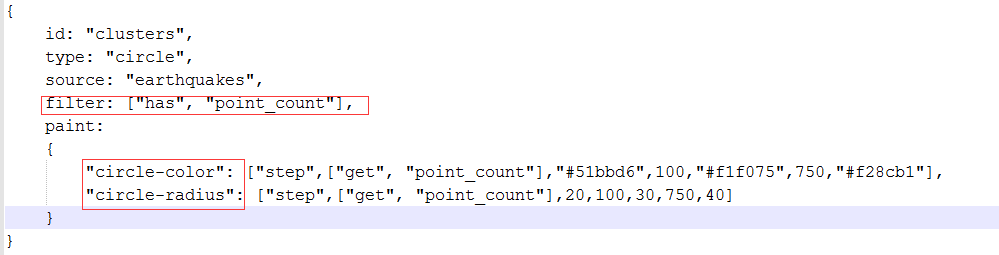 {
id: "clusters",
type: "circle",
source: "earthquakes",
filter: ["has", "point_count"],
paint:
{
"circle-color": ["step",["get", "point_count"],"#51bbd6",100,"#f1f075",750,"#f28cb1"],
"circle-radius": ["step",["get", "point_count"],20,100,30,750,40]
}
}